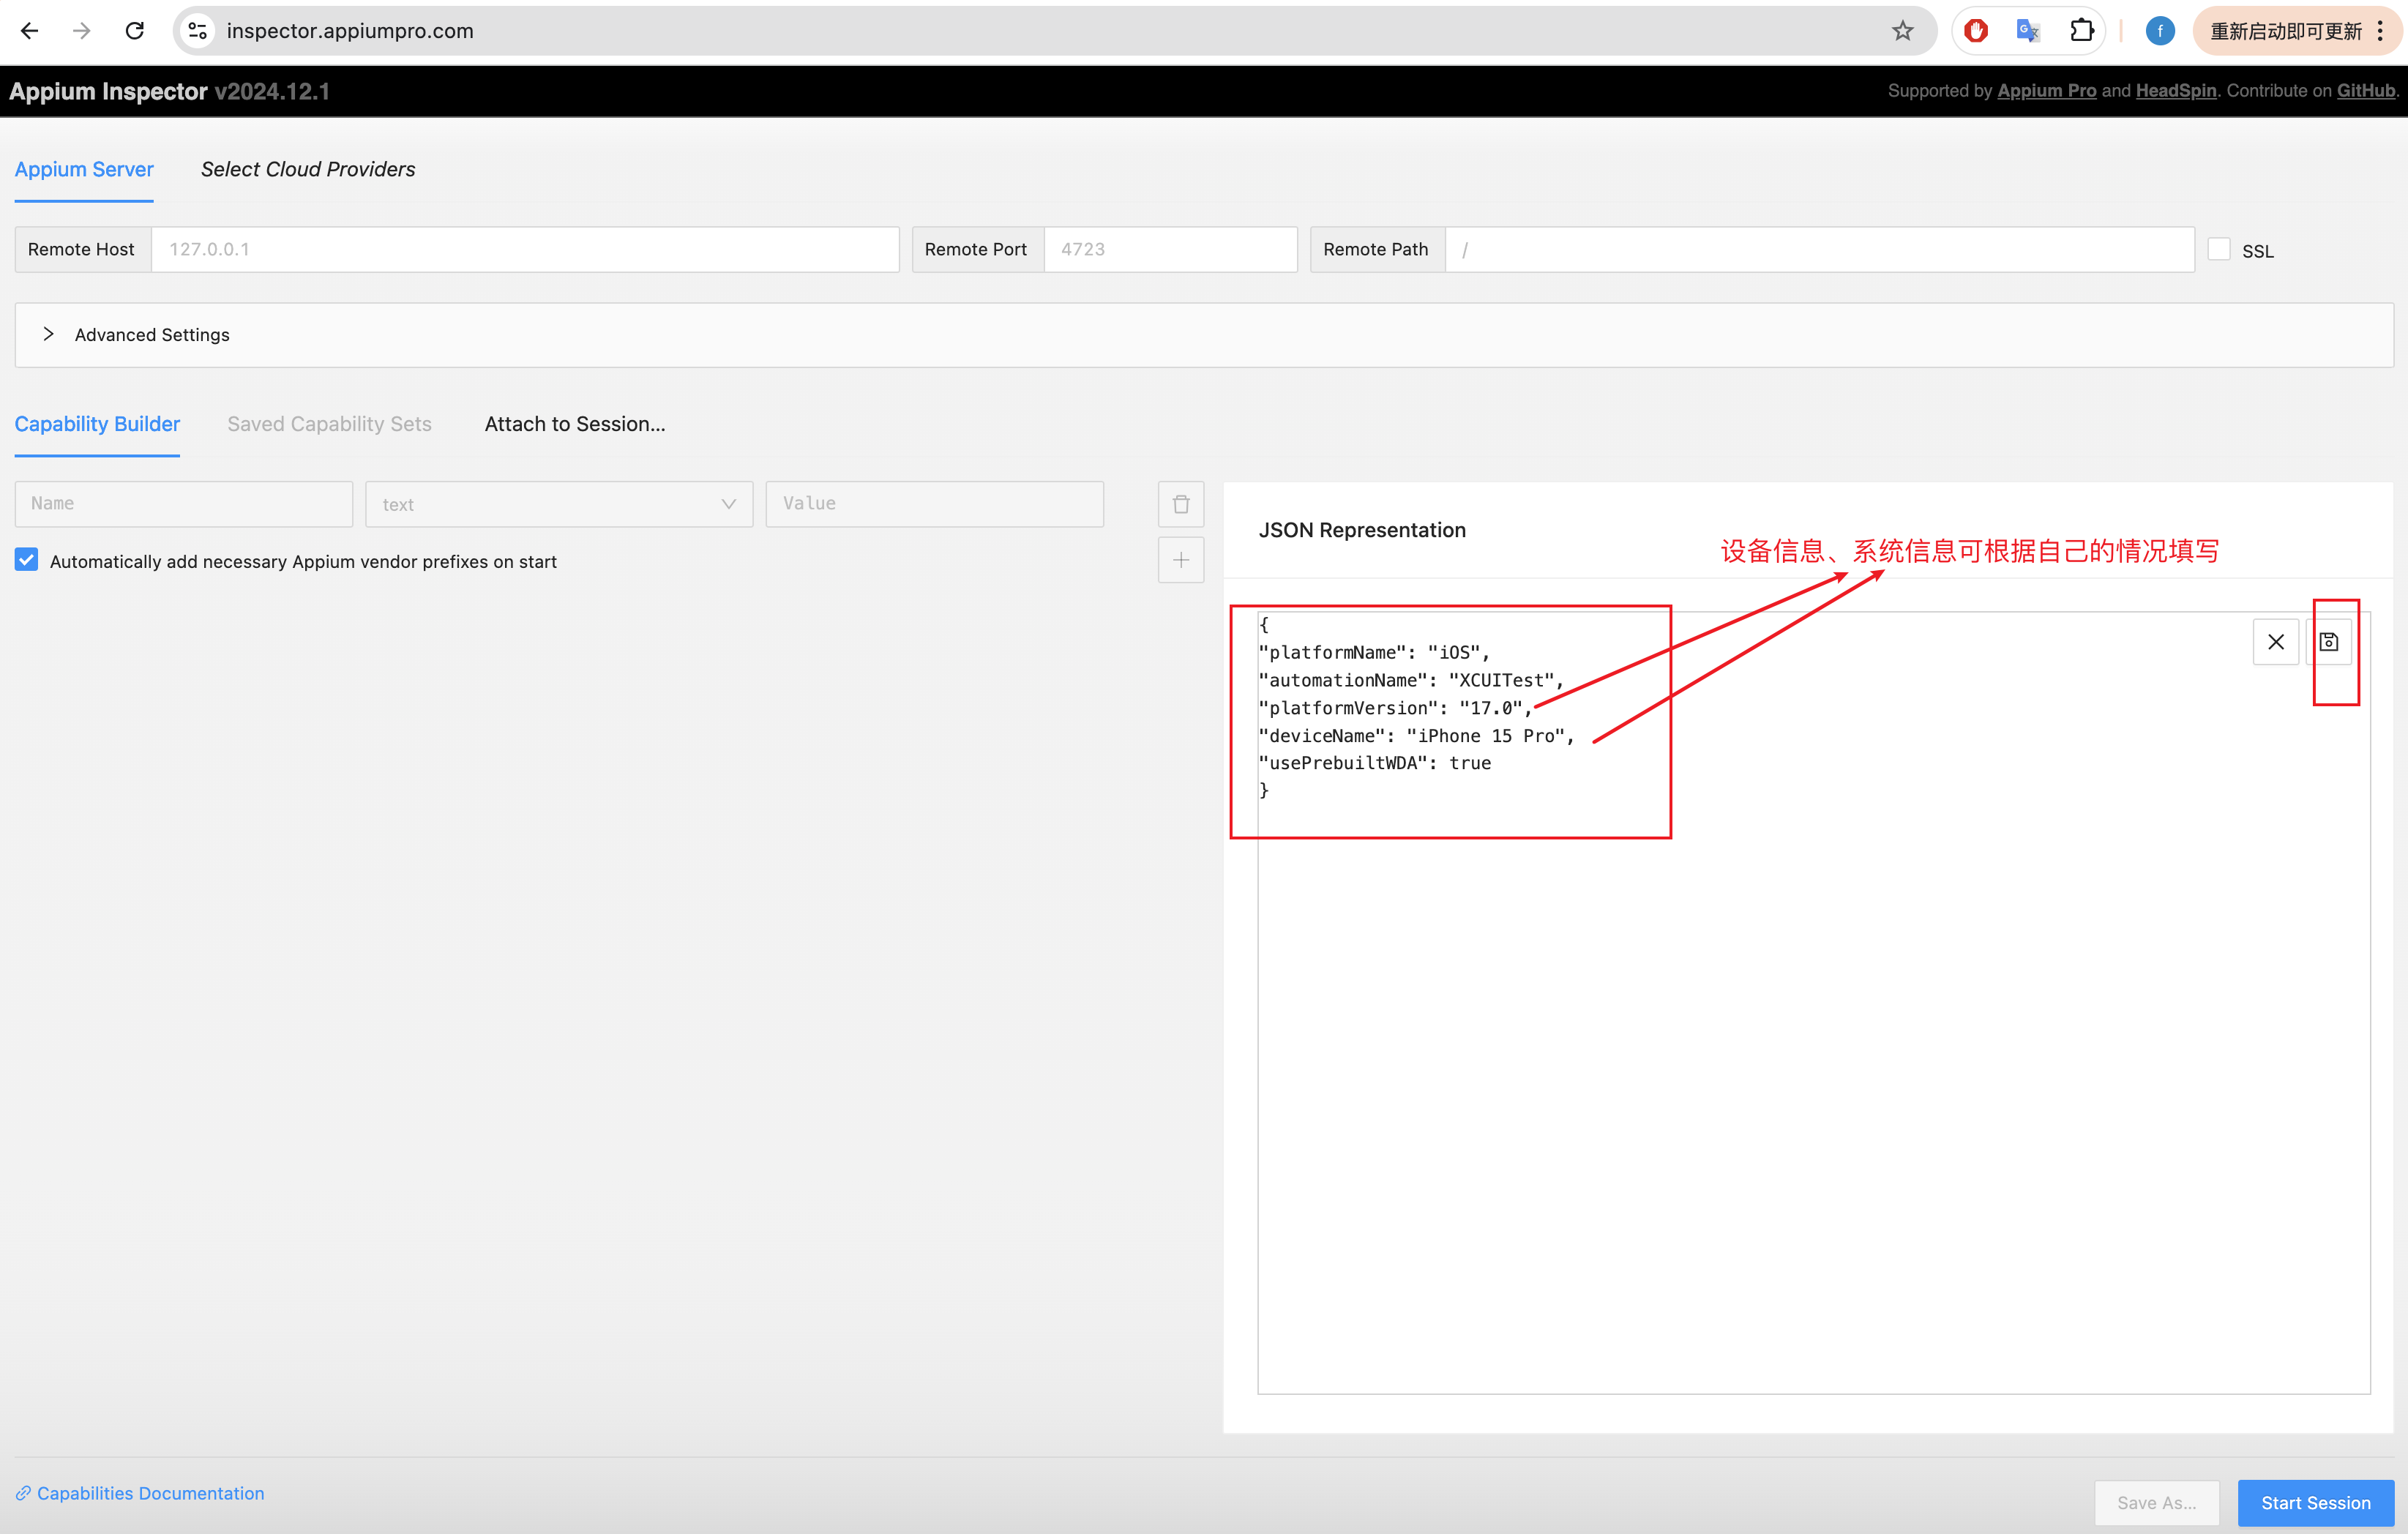 inspector.appiumpro.com
f
重新启动即可更新
Appium Inspector v2024.12.1
Supported by Appium Pro and HeadSpin. Contribute on GitHub.
Appium Server
Select Cloud Providers
Remote Host
127.0.0.1
Remote Port
4723
Remote Path
/
SSL
Advanced Settings
Capability Builder
Saved Capability Sets
Attach to Session...
Name
text
Value
Automatically add necessary Appium vendor prefixes on start
JSON Representation
设备信息、系统信息可根据自己的情况填写
{
"platformName": "iOS",
"automationName": "XCUITest",
"platformVersion": "17.0",
"deviceName": "iPhone 15 Pro",
"usePrebuiltWDA": true
}
Capabilities Documentation
Save As...
Start Session